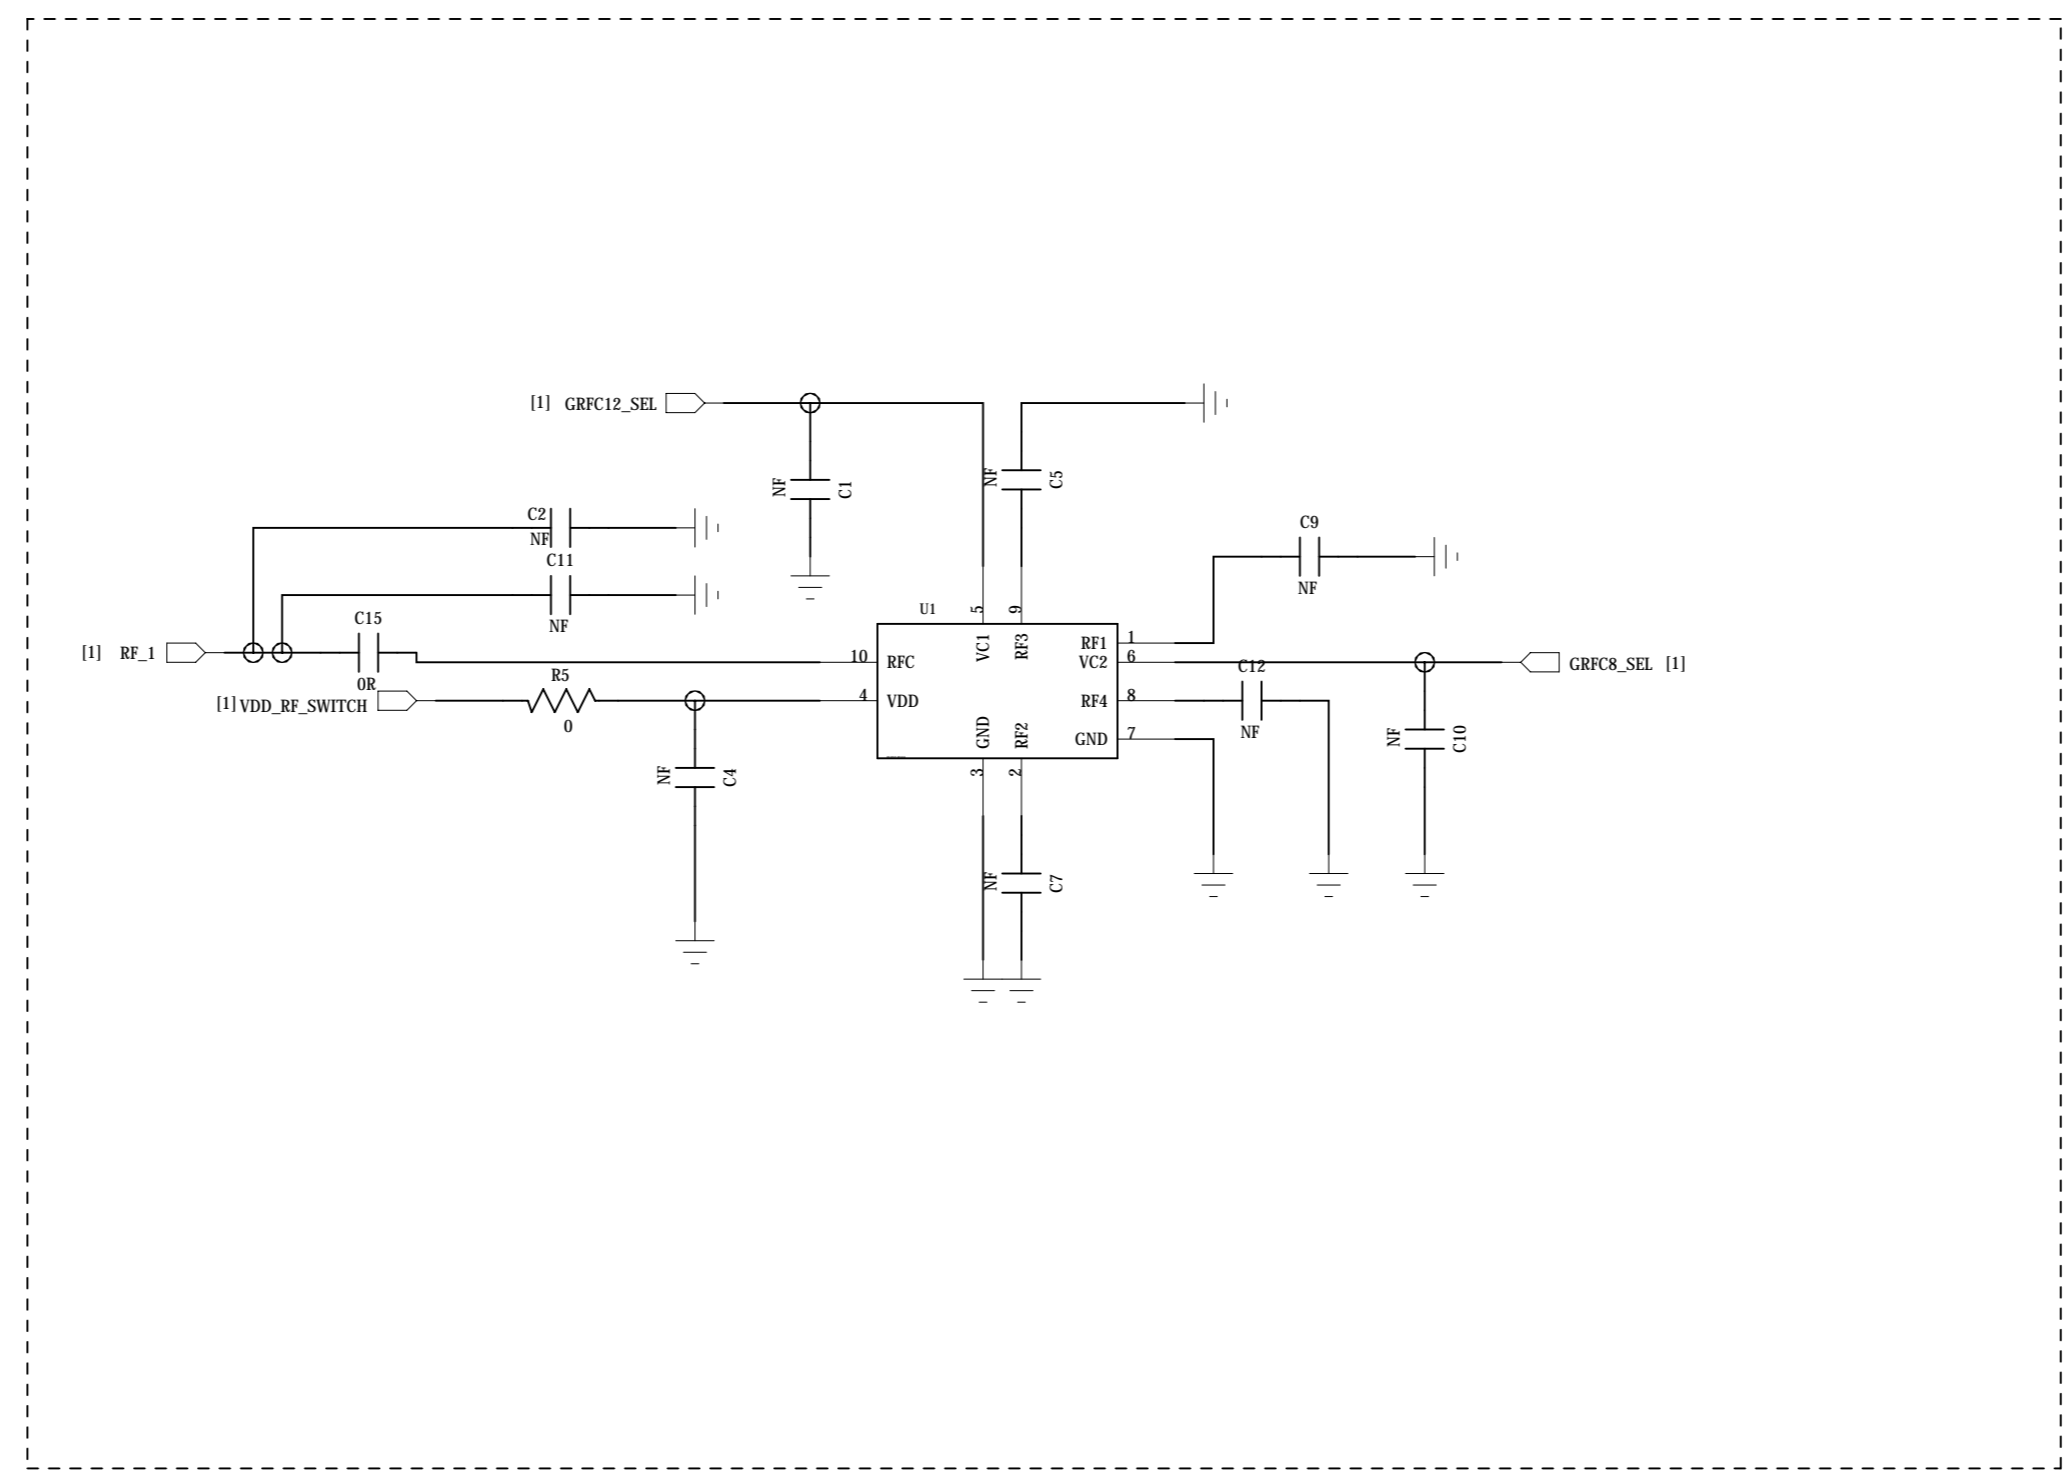 [1] GRFC12_SEL
NF
C1
NF
C5
C2
NF
C11
NF
C9
NF
C15
0R
[1] RF_1
U1
5
9
VC1
RF3
10
RFC
RF1
1
VC2
6
C12
NF
GRFC8_SEL [1]
[1] VDD_RF_SWITCH
R5
0
4
VDD
RF4
8
GND
RF2
GND
7
3
2
NF
C4
NF
C10
NF
C7